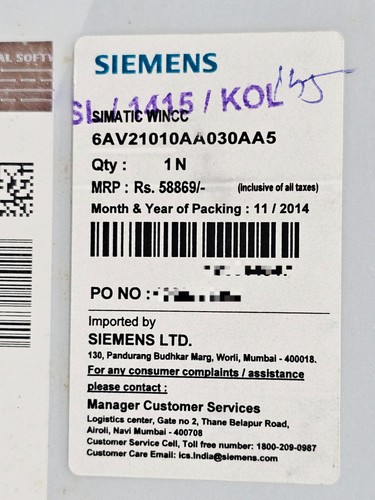 AL SOFTW
SIEMENS
SL / 1415 / KOL
SIMATIC WINCC
6AV21010AA030AA5
Qty : 1 N
MRP : Rs. 58869/- (inclusive of all taxes)
Month & Year of Packing : 11 / 2014
PO NO :
Imported by
SIEMENS LTD.
130, Pandurang Budhkar Marg, Worli, Mumbai - 400018.
For any consumer complaints / assistance
please contact :
Manager Customer Services
Logistics center, Gate no 2, Thane Belapur Road,
Airoli, Navi Mumbai - 400708
Customer Service Cell, Toll free number: 1800-209-0987
Customer Care Email: ics.India@siemens.com